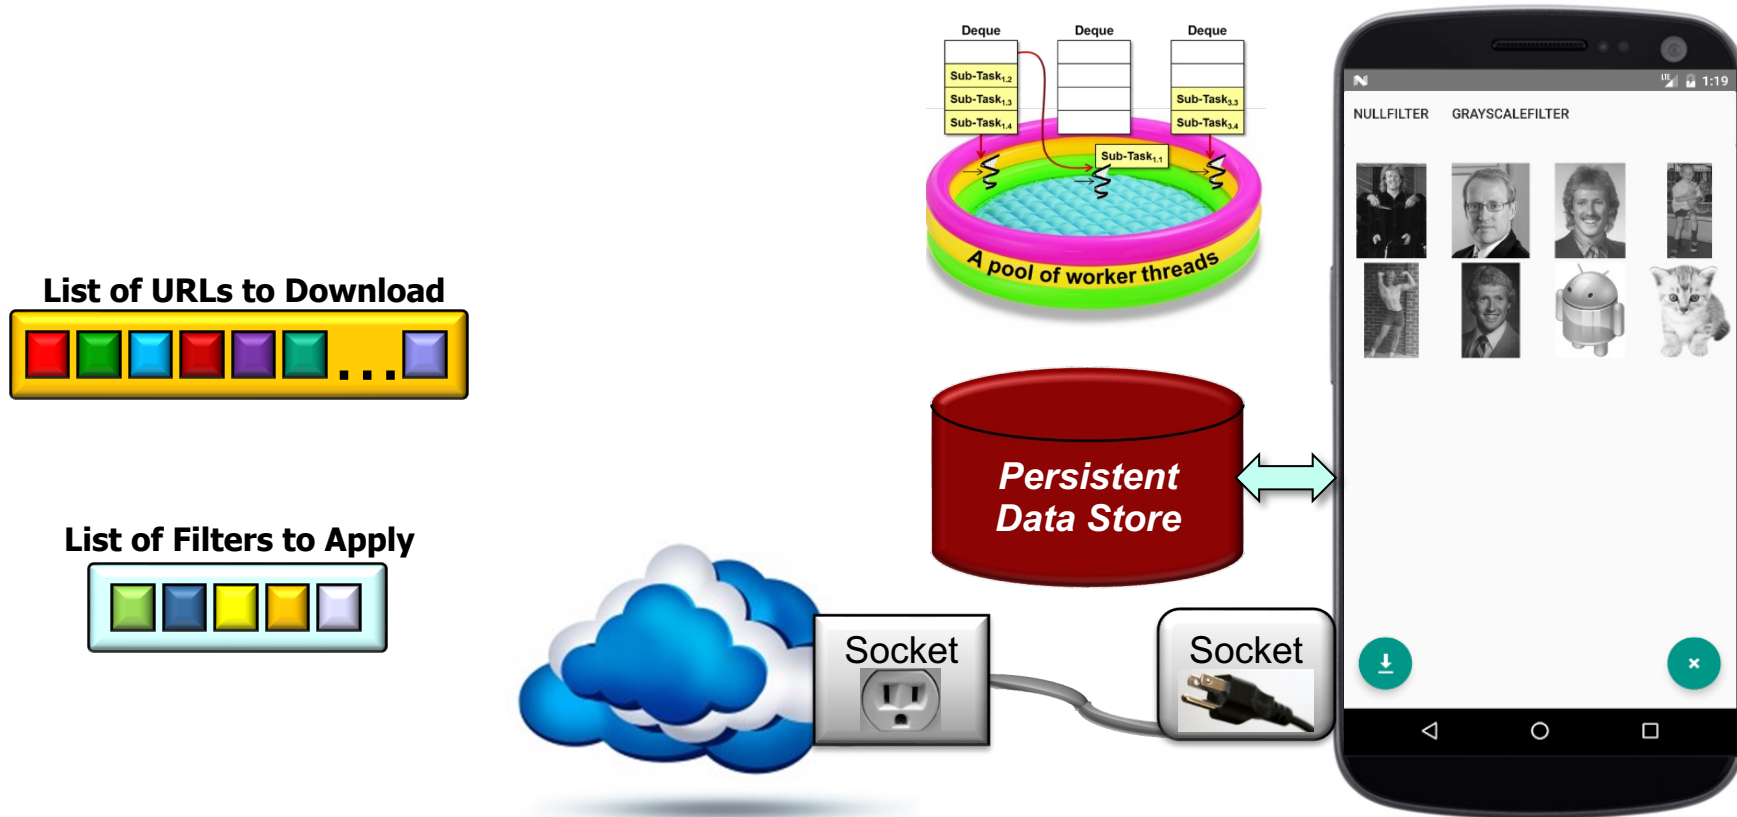 Deque
Deque
Deque
Sub-Task1.2
Sub-Task1.3
Sub-Task1.4
Sub-Task3.3
Sub-Task3.4
Sub-Task1.1
A pool of worker threads
LTE
1:19
NULLFILTER GRAYSCALEFILTER
List of URLs to Download
...
Persistent
Data Store
List of Filters to Apply
Socket
Socket